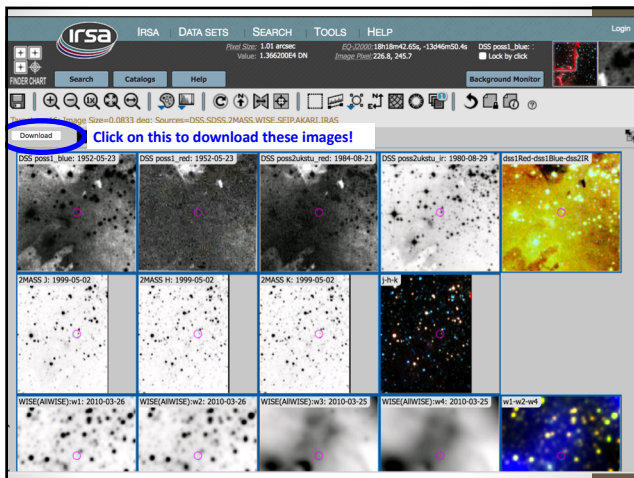 irsa IRSA DATA SETS SEARCH TOOLS HELP Login
Pixel Size: 1.01 arcsec EQ-J2000:18h18m42.65s, -13d46m50.4s DSS poss1_blue: :
Value: 1.366200E4 DN Image Pixel:226.8, 245.7 Lock by click
FINDER CHART Search Catalogs Help Background Monitor
Image Size=0.0833 deg; Sources=DSS,SDSS,2MASS,WISE,SEIP,AKARI,IRAS
Download Click on this to download these images!
DSS poss1_blue: 1952-05-23 DSS poss1_red: 1952-05-23 DSS poss2ukstu_red: 1984-08-21 DSS poss2ukstu_ir: 1980-08-29 dss1Red-dss1Blue-dss2IR
2MASS J: 1999-05-02 2MASS H: 1999-05-02 2MASS K: 1999-05-02 j-h-k
WISE(AllWISE):w1: 2010-03-26 WISE(AllWISE):w2: 2010-03-26 WISE(AllWISE):w3: 2010-03-25 WISE(AllWISE):w4: 2010-03-25 w1-w2-w4